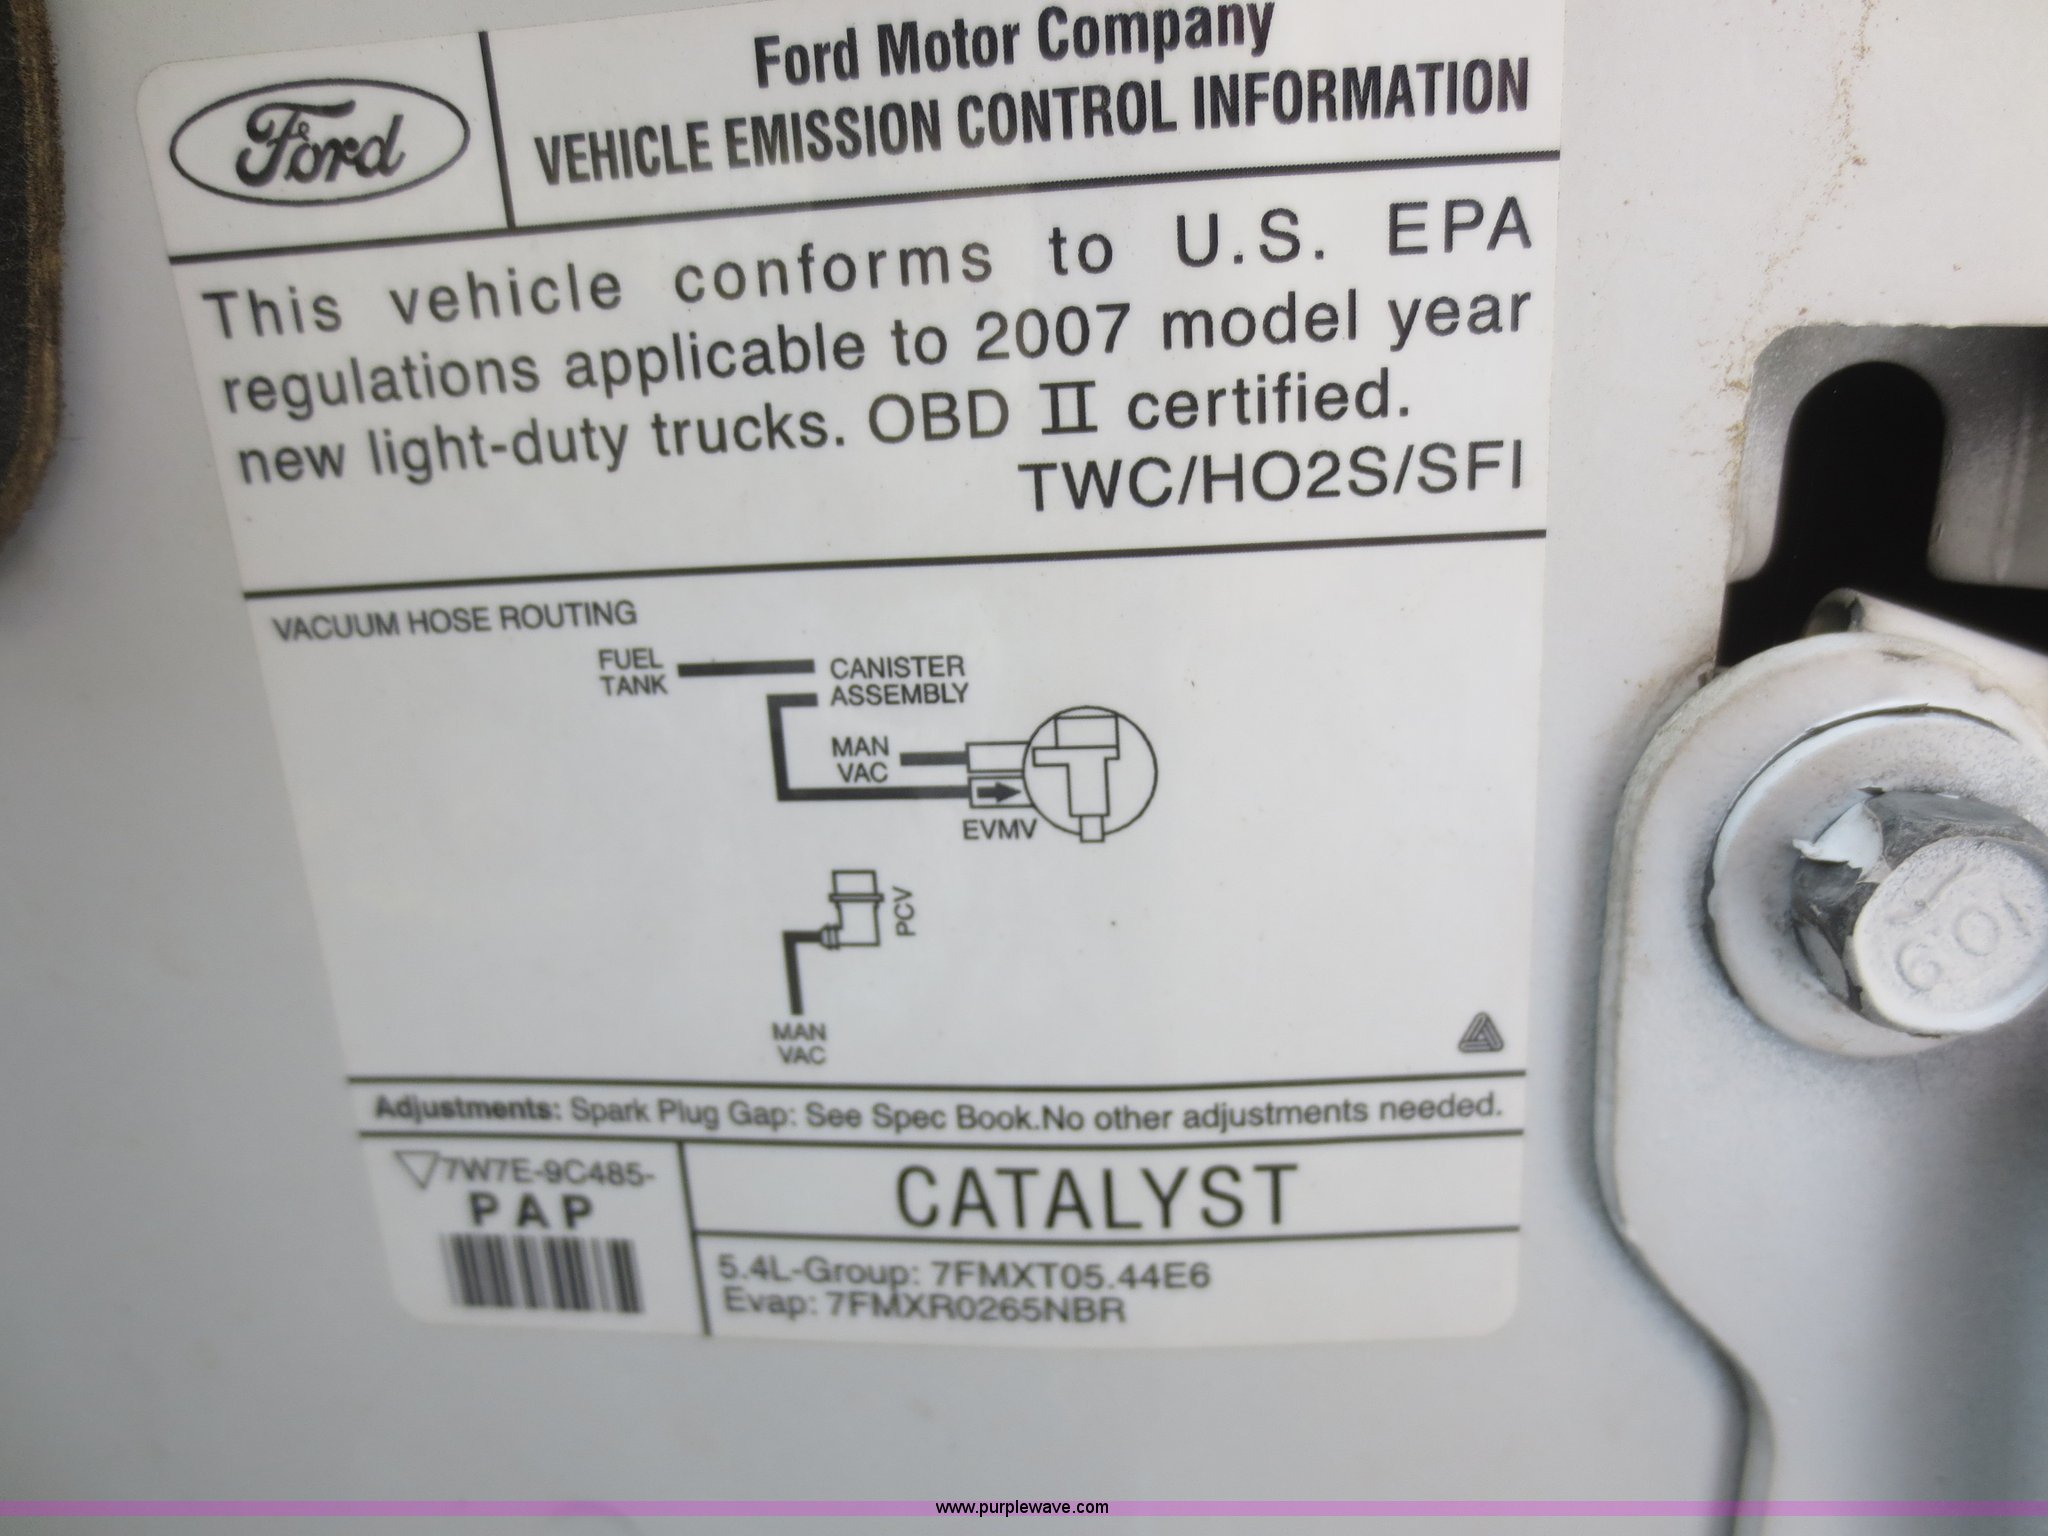 Ford Motor Company
Ford
VEHICLE EMISSION CONTROL INFORMATION
This vehicle conforms to U.S. EPA
regulations applicable to 2007 model year
new light-duty trucks. OBD II certified.
TWC/HO2S/SFI
VACUUM HOSE ROUTING
FUEL
TANK
CANISTER
ASSEMBLY
MAN
VAC
EVMV
PCV
MAN
VAC
Adjustments: Spark Plug Gap: See Spec Book.No other adjustments needed.
7W7E-9C485-
PAP
CATALYST
5.4L-Group: 7FMXT05.44E6
Evap: 7FMXR0265NBR
10.9
www.purplewave.com